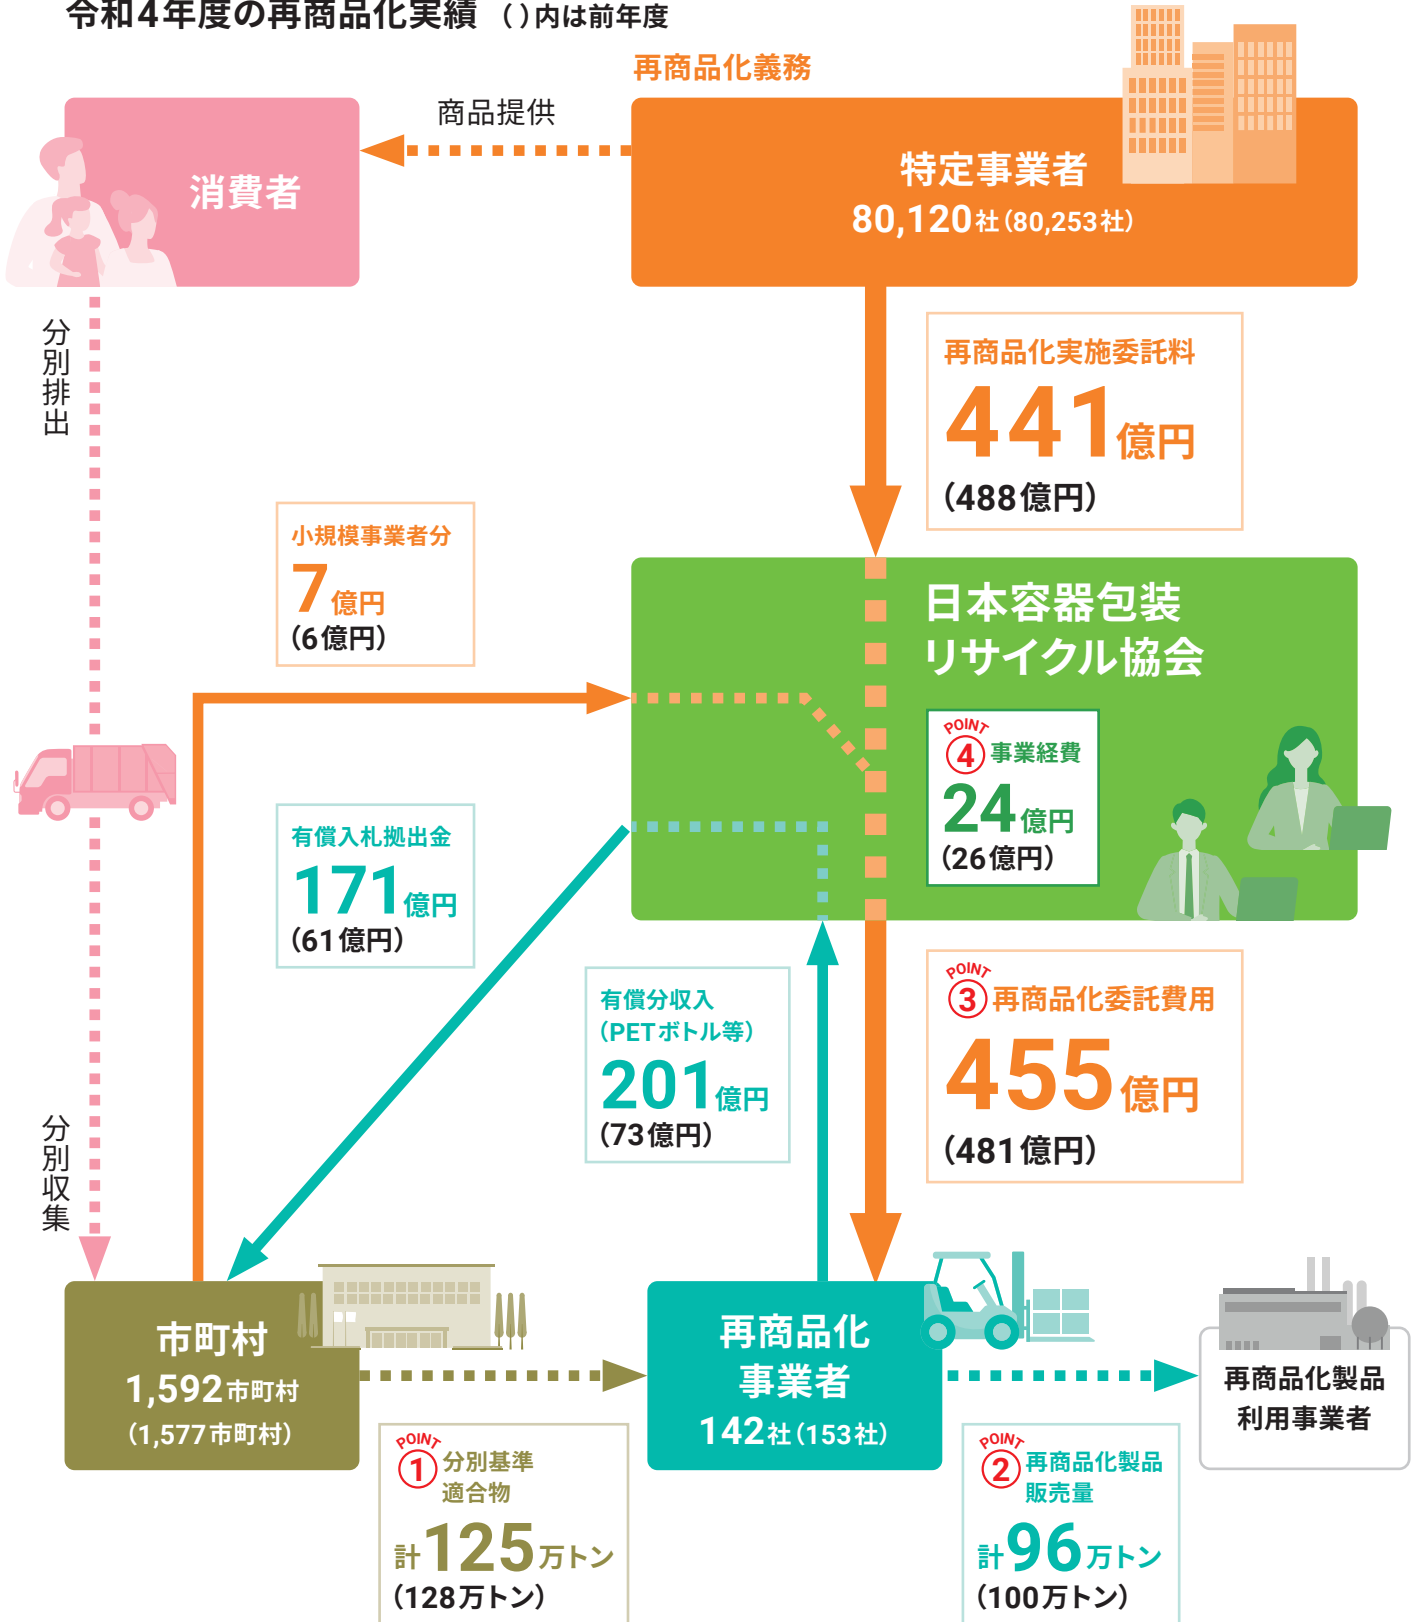 令和4年度の再商品化実績 ( )内は前年度
再商品化義務
商品提供
消費者
特定事業者
80,120社(80,253社)
分別排出
再商品化実施委託料
441億円
(488億円)
小規模事業者分
7億円
(6億円)
日本容器包装
リサイクル協会
POINT
4 事業経費
24億円
(26億円)
有償入札拠出金
171億円
(61億円)
有償分収入
(PETボトル等)
201億円
(73億円)
POINT
3 再商品化委託費用
455億円
(481億円)
分別収集
市町村
1,592市町村
(1,577市町村)
再商品化
事業者
142社(153社)
再商品化製品
利用事業者
POINT
1 分別基準
適合物
計125万トン
(128万トン)
POINT
2 再商品化製品
販売量
計96万トン
(100万トン)